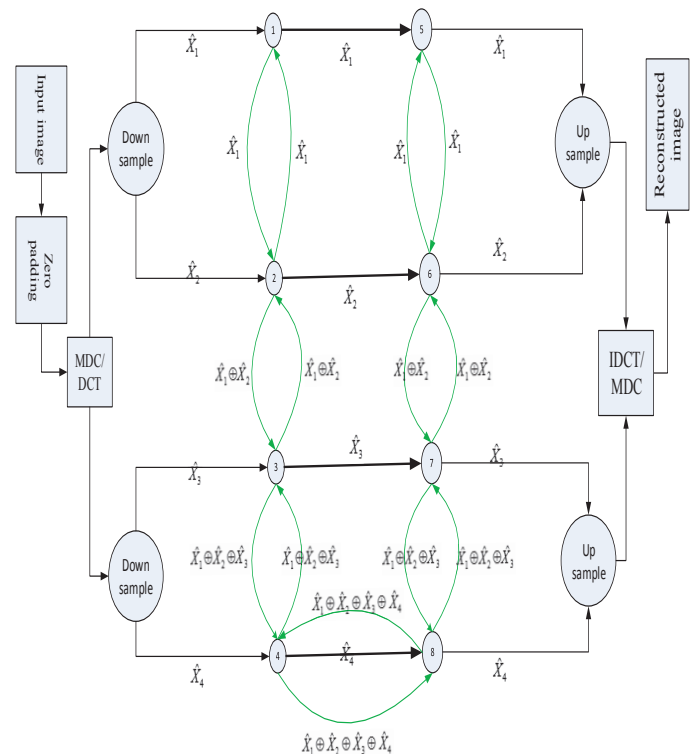 1
5
X̂₁
X̂₁
X̂₁
Input image
Down
sample
Up
sample
Reconstructed
image
X̂₁
X̂₁
X̂₁
X̂₁
Zero
padding
X̂₂
2
6
X̂₂
X̂₂
MDC/
DCT
X̂₁⊕X̂₂
X̂₁⊕X̂₂
X̂₁⊕X̂₂
X̂₁⊕X̂₂
IDCT/
MDC
X̂₃
3
X̂₃
7
X̂₃
Down
sample
X̂₁⊕X̂₂⊕X̂₃
X̂₁⊕X̂₂⊕X̂₃
X̂₁⊕X̂₂⊕X̂₃
X̂₁⊕X̂₂⊕X̂₃
Up
sample
X̂₁⊕X̂₂⊕X̂₃⊕X̂₄
X̂₄
4
X̂₄
8
X̂₄
X̂₁⊕X̂₂⊕X̂₃⊕X̂₄